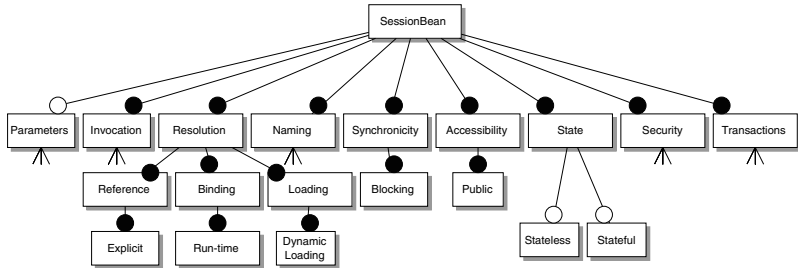 SessionBean
Parameters
Invocation
Resolution
Naming
Synchronicity
Accessibility
State
Security
Transactions
Reference
Binding
Loading
Blocking
Public
Explicit
Run-time
Dynamic
Loading
Stateless
Stateful